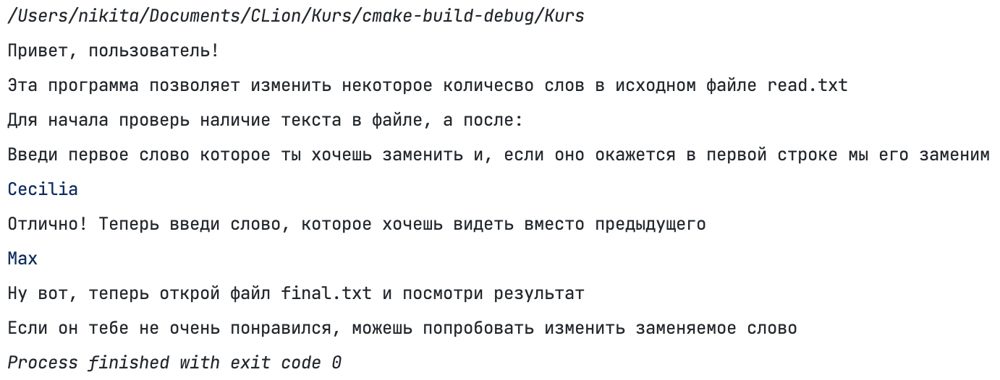 /Users/nikita/Documents/CLion/Kurs/cmake-build-debug/Kurs
Привет, пользователь!
Эта программа позволяет изменить некоторое количесво слов в исходном файле read.txt
Для начала проверь наличие текста в файле, а после:
Введи первое слово которое ты хочешь заменить и, если оно окажется в первой строке мы его заменим
Cecilia
Отлично! Теперь введи слово, которое хочешь видеть вместо предыдущего
Max
Ну вот, теперь открой файл final.txt и посмотри результат
Если он тебе не очень понравился, можешь попробовать изменить заменяемое слово
Process finished with exit code 0